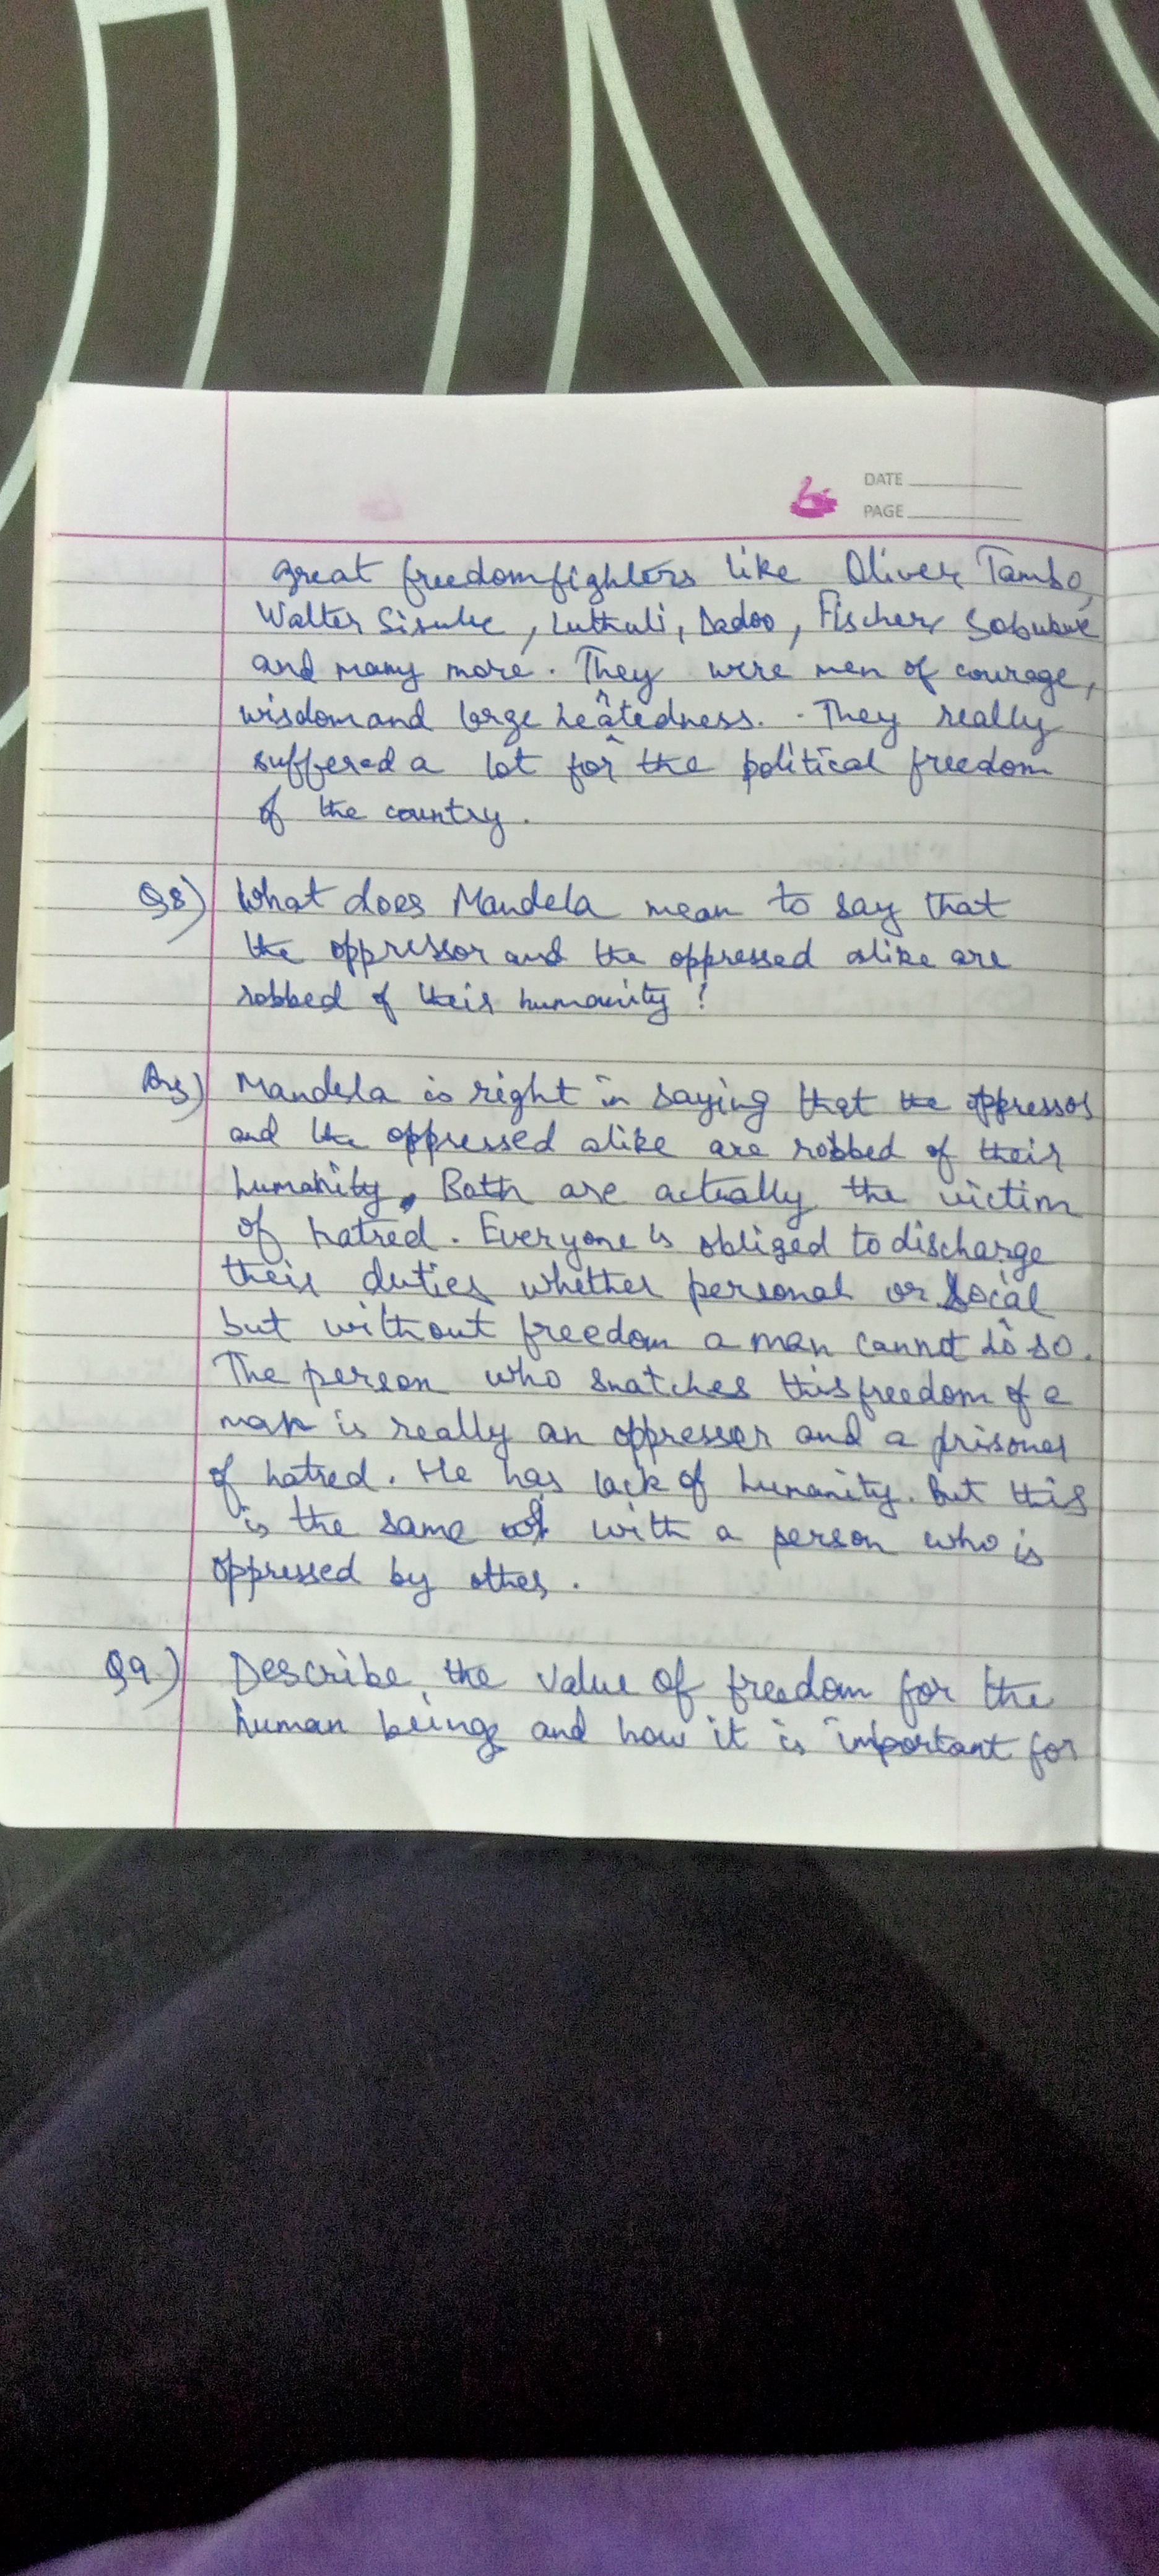 DATE
PAGE
great freedom fighters like Oliver Tambo,
Walter Sisulu, Luthuli, Dadoo, Fischer, Sobukwe
and many more. They were men of courage,
wisdom and large heartedness. They really
suffered a lot for the political freedom
of the country.
Q8) What does Mandela mean to say that
the oppressor and the oppressed alike are
robbed of their humanity?
Ans) Mandela is right in saying that the oppressor
and the oppressed alike are robbed of their
humanity. Both are actually the victim
of hatred. Everyone is obliged to discharge
their duties whether personal or social
but without freedom a man cannot do so.
The person who snatches this freedom of a
man is really an oppresser and a prisoner
of hatred. He has lack of humanity. But this
is the same with a person who is
oppressed by other.
Q9) Describe the value of freedom for the
human beings and how it is important for